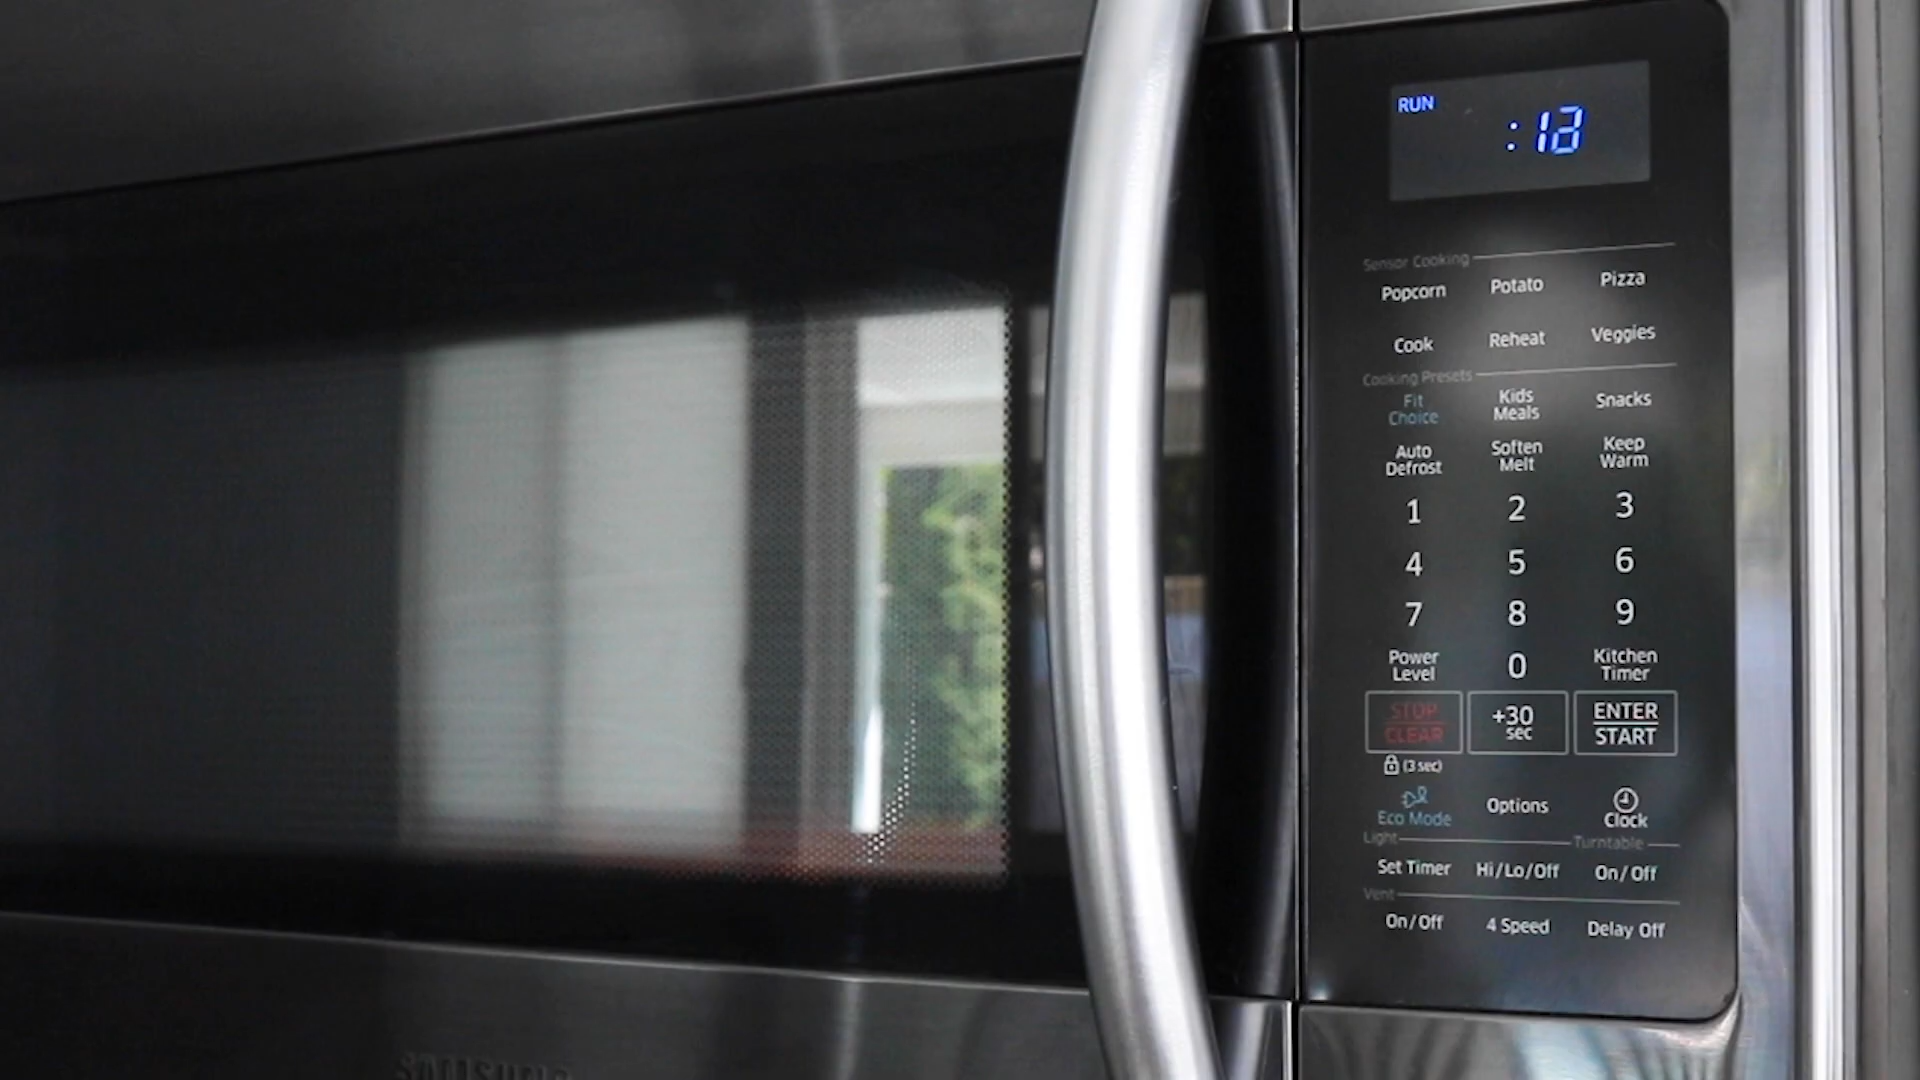 RUN
:13
Sensor Cooking
Popcorn Potato Pizza
Cook Reheat Veggies
Cooking Presets
Fit Choice Kids Meals Snacks
Auto Defrost Soften Melt Keep Warm
1 2 3
4 5 6
7 8 9
Power Level 0 Kitchen Timer
STOP CLEAR +30 sec ENTER START
(3 sec)
Eco Mode Options Clock
Light Turntable
Set Timer Hi/Lo/Off On/Off
Vent
On/Off 4 Speed Delay Off
SAMSUNG